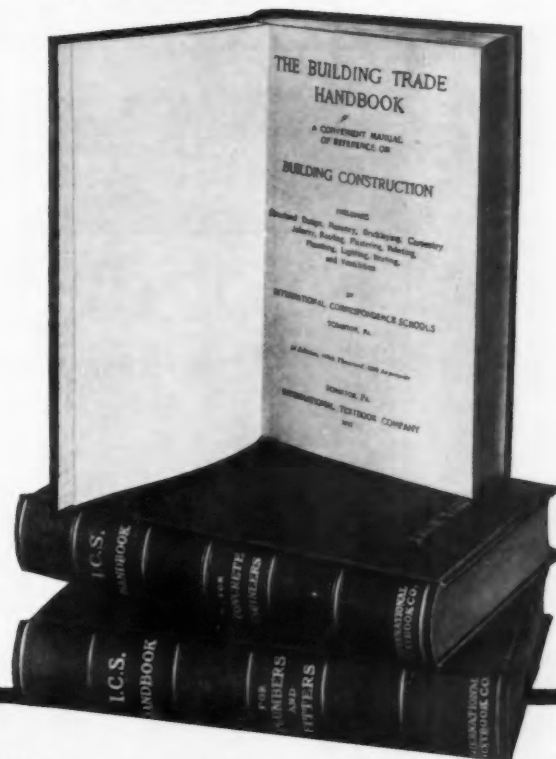 THE BUILDING TRADE
HANDBOOK
A CONVENIENT MANUAL
OF REFERENCE ON
BUILDING CONSTRUCTION
Structural Design, Masonry, Bricklaying, Carpentry
Joinery, Roofing, Plastering, Painting,
Plumbing, Lighting, Heating,
and Ventilation
BY
INTERNATIONAL CORRESPONDENCE SCHOOLS
SCRANTON, PA.
SCRANTON, PA.
INTERNATIONAL TEXTBOOK COMPANY
I.C.S.
HANDBOOK
FOR
CONCRETE
INTERNATIONAL
TEXTBOOK CO.
I.C.S.
HANDBOOK
FOR
PLUMBERS
AND
FITTERS
INTERNATIONAL
TEXTBOOK CO.